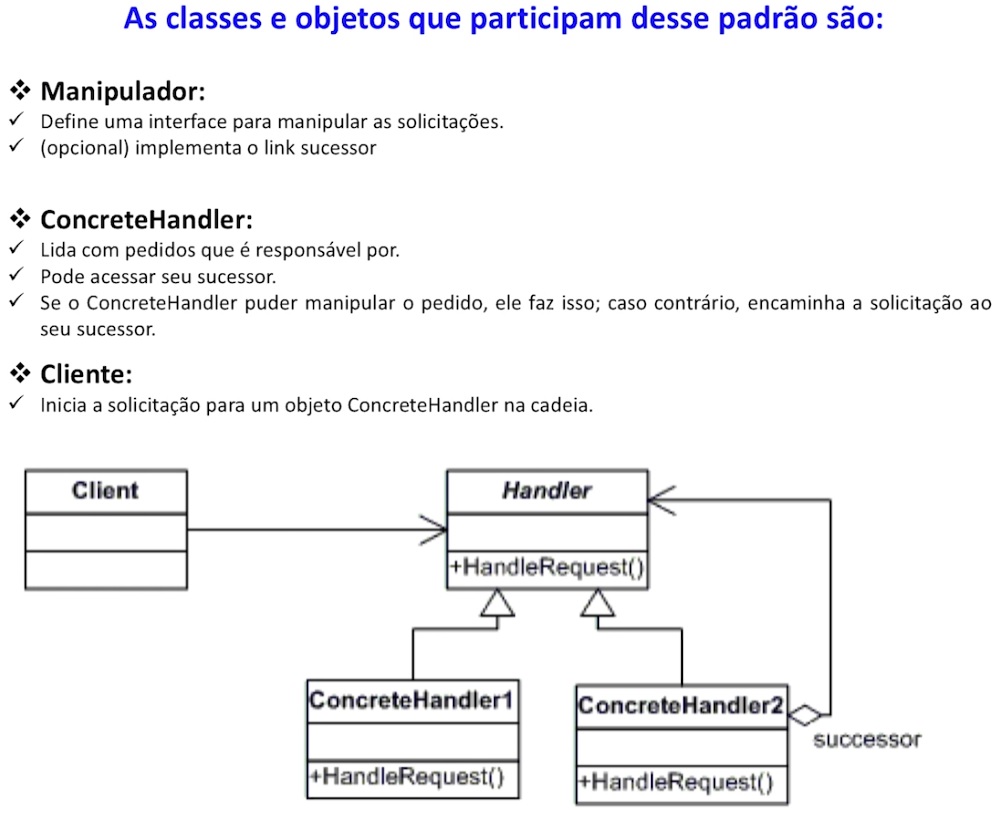 As classes e objetos que participam desse padrão são:
❖ Manipulador:
✓ Define uma interface para manipular as solicitações.
✓ (opcional) implementa o link sucessor
❖ ConcreteHandler:
✓ Lida com pedidos que é responsável por.
✓ Pode acessar seu sucessor.
✓ Se o ConcreteHandler puder manipular o pedido, ele faz isso; caso contrário, encaminha a solicitação ao
seu sucessor.
❖ Cliente:
✓ Inicia a solicitação para um objeto ConcreteHandler na cadeia.
Client
Handler
+HandleRequest()
ConcreteHandler1
+HandleRequest()
ConcreteHandler2
+HandleRequest()
successor